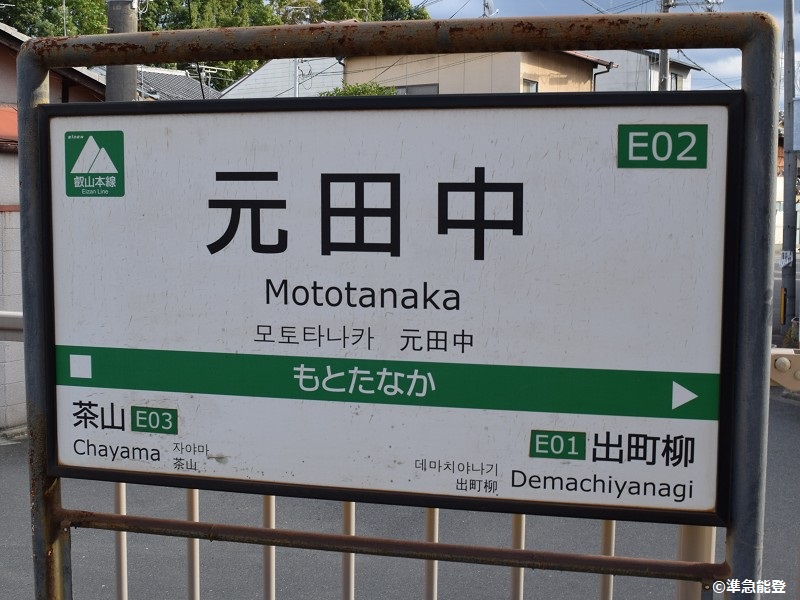 eizan
叡山本線
Eizan Line
E02
元田中
Mototanaka
모토타나카 元田中
もとたなか
茶山 E03
Chayama 자야마
茶山
E01 出町柳
데마치야나기
出町柳 Demachiyanagi
©準急能登